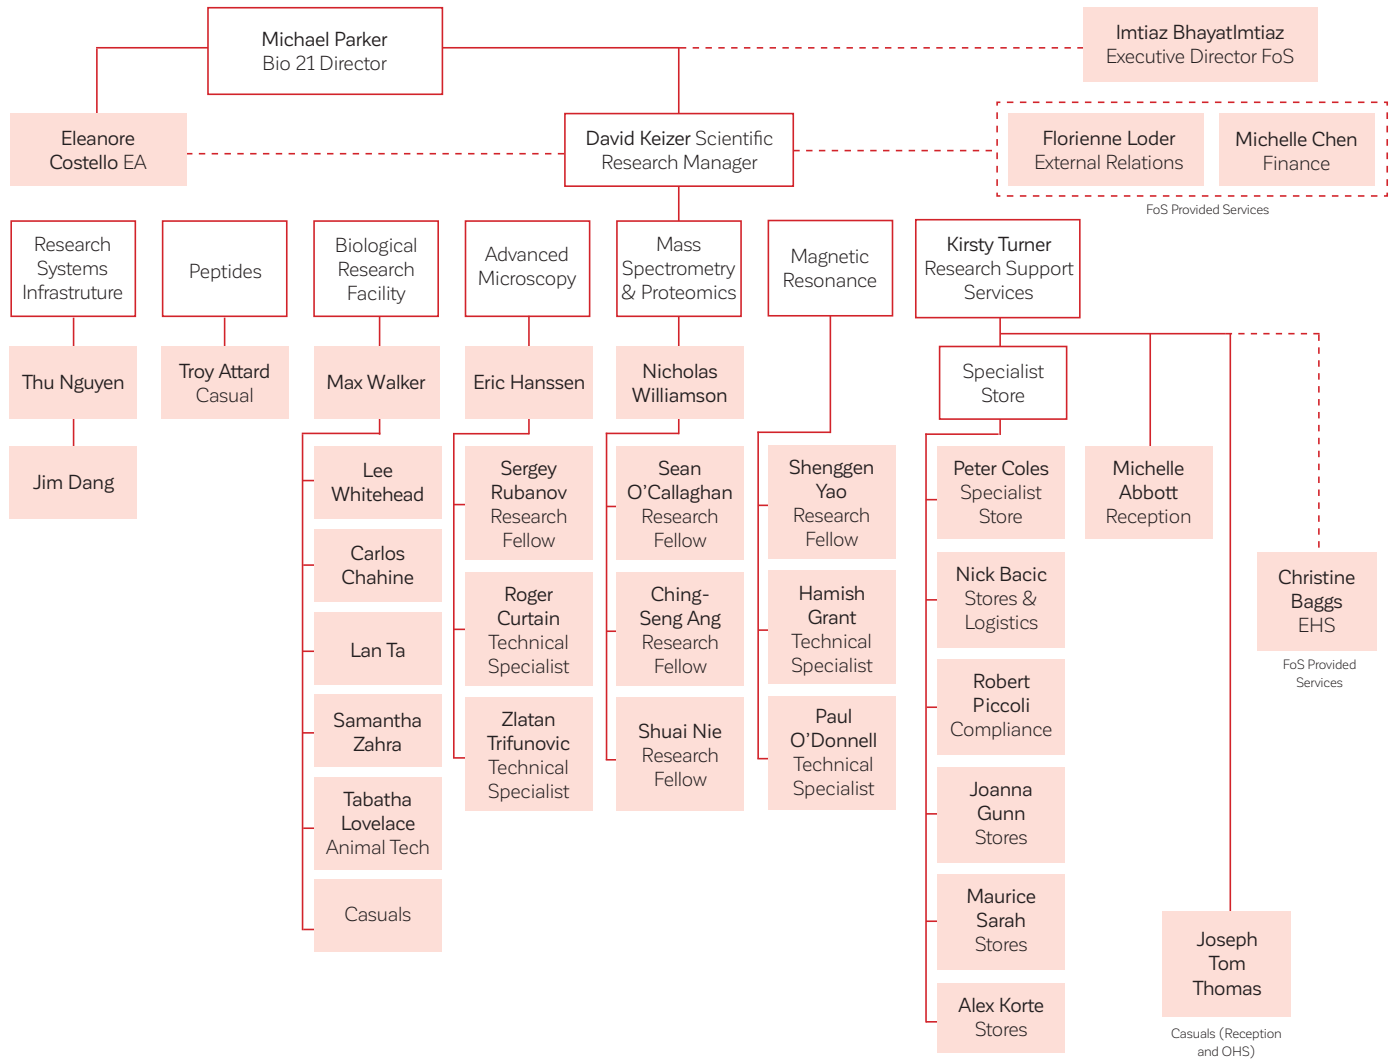 Michael Parker
Bio 21 Director
Imtiaz BhayatImtiaz
Executive Director FoS
Eleanore
Costello EA
David Keizer Scientific
Research Manager
Florienne Loder
External Relations
Michelle Chen
Finance
FoS Provided Services
Research
Systems
Infrastruture
Peptides
Biological
Research
Facility
Advanced
Microscopy
Mass
Spectrometry
& Proteomics
Magnetic
Resonance
Kirsty Turner
Research Support
Services
Thu Nguyen
Troy Attard
Casual
Max Walker
Eric Hanssen
Nicholas
Williamson
Specialist
Store
Jim Dang
Lee
Whitehead
Carlos
Chahine
Lan Ta
Samantha
Zahra
Tabatha
Lovelace
Animal Tech
Casuals
Sergey
Rubanov
Research
Fellow
Roger
Curtain
Technical
Specialist
Zlatan
Trifunovic
Technical
Specialist
Sean
O'Callaghan
Research
Fellow
Ching-
Seng Ang
Research
Fellow
Shuai Nie
Research
Fellow
Shenggen
Yao
Research
Fellow
Hamish
Grant
Technical
Specialist
Paul
O'Donnell
Technical
Specialist
Peter Coles
Specialist
Store
Nick Bacic
Stores &
Logistics
Robert
Piccoli
Compliance
Joanna
Gunn
Stores
Maurice
Sarah
Stores
Alex Korte
Stores
Michelle
Abbott
Reception
Christine
Baggs
EHS
FoS Provided
Services
Joseph
Tom
Thomas
Casuals (Reception
and OHS)